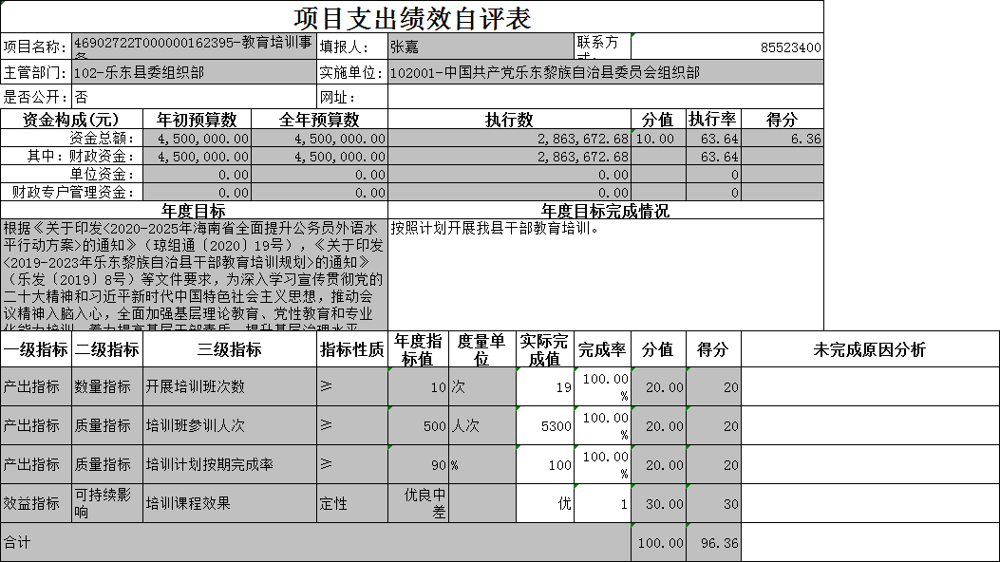 项目支出绩效自评表
项目名称: 46902722T000000162395-教育培训事 填报人: 张嘉 联系方 85523400
主管部门: 102-乐东县委组织部 实施单位: 102001-中国共产党乐东黎族自治县委员会组织部
是否公开: 否 网址:
资金构成(元) 年初预算数 全年预算数 执行数 分值 执行率 得分
资金总额: 4,500,000.00 4,500,000.00 2,863,672.68 10.00 63.64 6.36
其中:财政资金: 4,500,000.00 4,500,000.00 2,863,672.68 63.64
单位资金: 0.00 0.00 0.00 0
财政专户管理资金: 0.00 0.00 0.00 0
年度目标 年度目标完成情况
根据《关于印发<2020-2025年海南省全面提升公务员外语水 按照计划开展我县干部教育培训。
平行动方案>的通知》（琼组通〔2020〕19号），《关于印发
<2019-2023年乐东黎族自治县干部教育培训规划>的通知》
（乐发〔2019〕8号）等文件要求，为深入学习宣传贯彻党的
二十大精神和习近平新时代中国特色社会主义思想，推动会
议精神入脑入心，全面加强基层理论教育、党性教育和专业
化能力培训，着力提高基层干部素质，提升基层治理水平
一级指标 二级指标 三级指标 指标性质 年度指标值 度量单位 实际完成值 完成率 分值 得分 未完成原因分析
产出指标 数量指标 开展培训班次数 ≥ 10 次 19 100.00% 20.00 20
产出指标 质量指标 培训班参训人次 ≥ 500 人次 5300 100.00% 20.00 20
产出指标 质量指标 培训计划按期完成率 ≥ 90 % 100 100.00% 20.00 20
效益指标 可持续影响 培训课程效果 定性 优良中差 优 1 30.00 30
合计 100.00 96.36